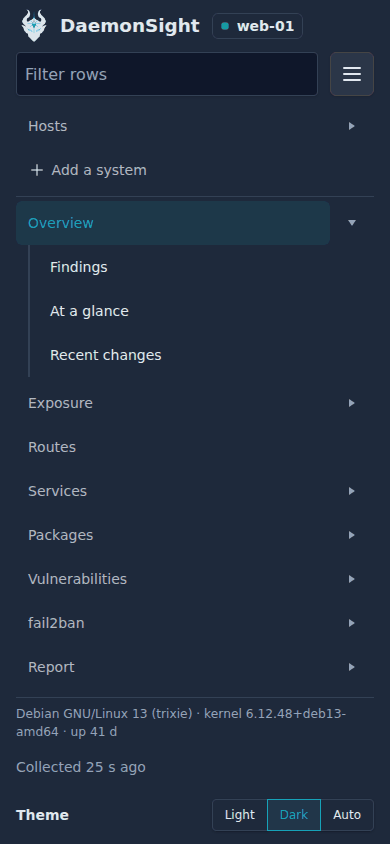 DaemonSight
web-01
Filter rows
Hosts
Add a system
Overview
Findings
At a glance
Recent changes
Exposure
Routes
Services
Packages
Vulnerabilities
fail2ban
Report
Debian GNU/Linux 13 (trixie) · kernel 6.12.48+deb13-
amd64 · up 41 d
Collected 25 s ago
Theme
Light
Dark
Auto